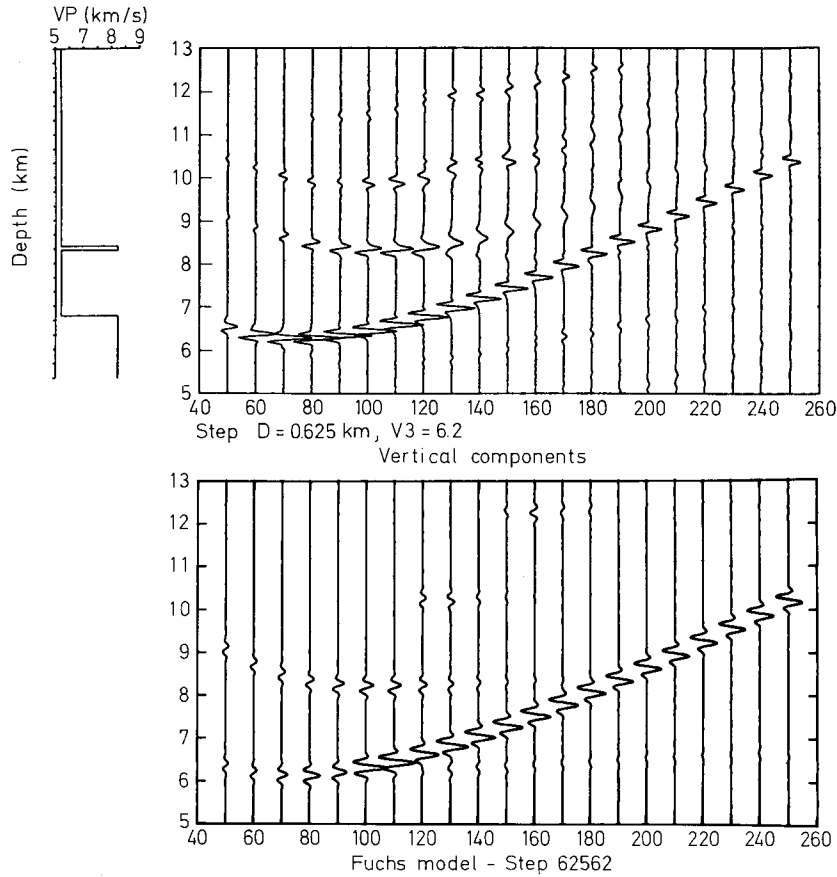 VP (km/s)
5 6 7 8 9
Depth (km)
13
12
11
10
9
8
7
6
5
40 60 80 100 120 140 160 180 200 220 240 260
Step D = 0.625 km, V3 = 6.2
Vertical components
13
12
11
10
9
8
7
6
5
40 60 80 100 120 140 160 180 200 220 240 260
Fuchs model - Step 62562